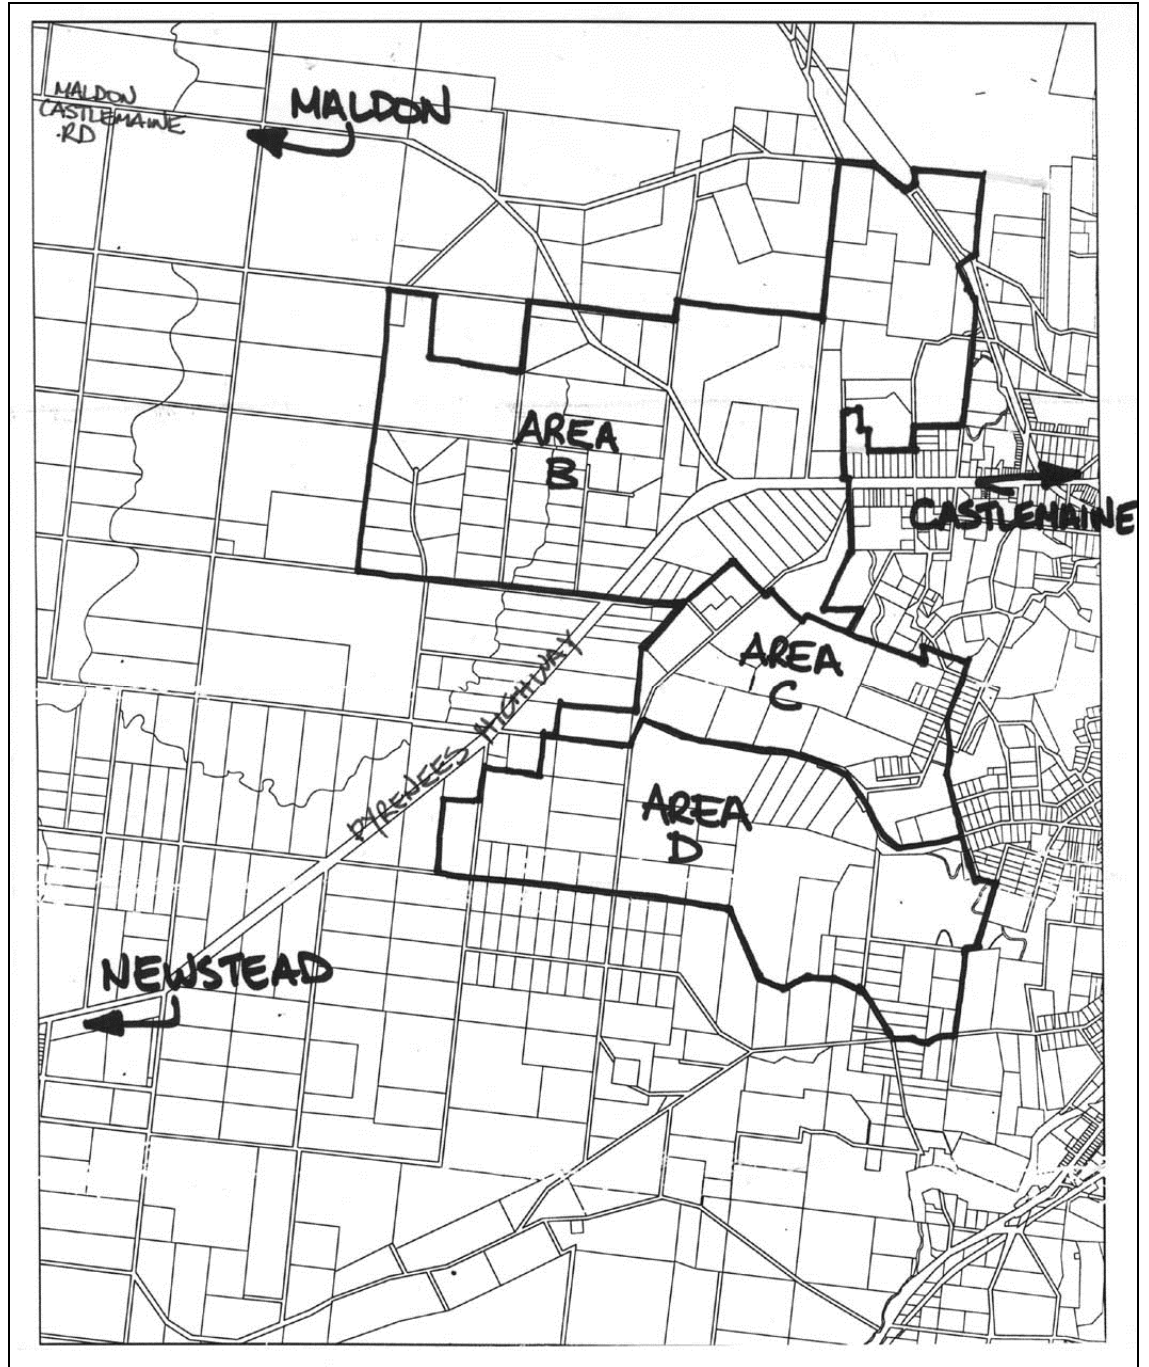 MALDON
CASTLEMAINE
RD
MALDON
AREA
B
CASTLEMAINE
AREA
C
PYRENEES HIGHWAY
AREA
D
NEWSTEAD